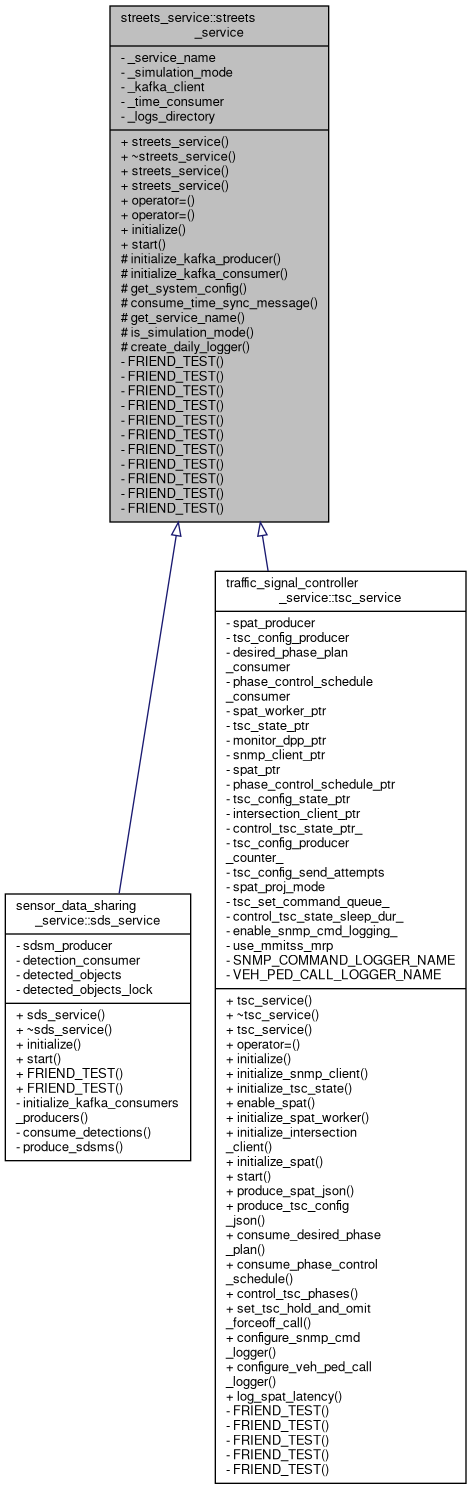 streets_service::streets
_service
- _service_name
- _simulation_mode
- _kafka_client
- _time_consumer
- _logs_directory
+ streets_service()
+ ~streets_service()
+ streets_service()
+ streets_service()
+ operator=()
+ operator=()
+ initialize()
+ start()
# initialize_kafka_producer()
# initialize_kafka_consumer()
# get_system_config()
# consume_time_sync_message()
# get_service_name()
# is_simulation_mode()
# create_daily_logger()
- FRIEND_TEST()
- FRIEND_TEST()
- FRIEND_TEST()
- FRIEND_TEST()
- FRIEND_TEST()
- FRIEND_TEST()
- FRIEND_TEST()
- FRIEND_TEST()
- FRIEND_TEST()
- FRIEND_TEST()
- FRIEND_TEST()
traffic_signal_controller
_service::tsc_service
- spat_producer
- tsc_config_producer
- desired_phase_plan
_consumer
- phase_control_schedule
_consumer
- spat_worker_ptr
- tsc_state_ptr
- monitor_dpp_ptr
- snmp_client_ptr
- spat_ptr
- phase_control_schedule_ptr
- tsc_config_state_ptr
- intersection_client_ptr
- control_tsc_state_ptr_
- tsc_config_producer
_counter_
- tsc_config_send_attempts
- spat_proj_mode
- tsc_set_command_queue_
- control_tsc_state_sleep_dur_
- enable_snmp_cmd_logging_
- use_mmitss_mrp
- SNMP_COMMAND_LOGGER_NAME
- VEH_PED_CALL_LOGGER_NAME
+ tsc_service()
+ ~tsc_service()
+ tsc_service()
+ operator=()
+ initialize()
+ initialize_snmp_client()
+ initialize_tsc_state()
+ enable_spat()
+ initialize_spat_worker()
+ initialize_intersection
_client()
+ initialize_spat()
+ start()
+ produce_spat_json()
+ produce_tsc_config
_json()
+ consume_desired_phase
_plan()
+ consume_phase_control
_schedule()
+ control_tsc_phases()
+ set_tsc_hold_and_omit
_forceoff_call()
+ configure_snmp_cmd
_logger()
+ configure_veh_ped_call
_logger()
+ log_spat_latency()
- FRIEND_TEST()
- FRIEND_TEST()
- FRIEND_TEST()
- FRIEND_TEST()
- FRIEND_TEST()
sensor_data_sharing
_service::sds_service
- sdsm_producer
- detection_consumer
- detected_objects
- detected_objects_lock
+ sds_service()
+ ~sds_service()
+ initialize()
+ start()
+ FRIEND_TEST()
+ FRIEND_TEST()
- initialize_kafka_consumers
_producers()
- consume_detections()
- produce_sdsms()